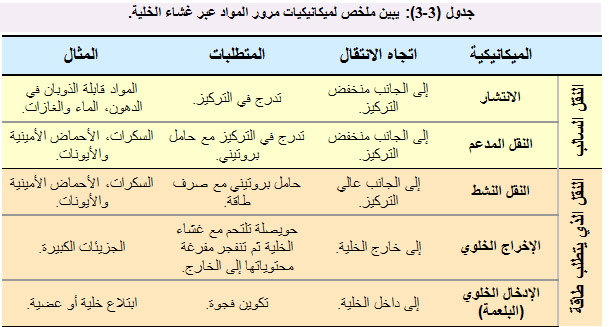 جدول (3-3): يبين ملخص لميكانيكيات مرور المواد عبر غشاء الخلية.
الميكانيكية
اتجاه الانتقال
المتطلبات
المثال
النقل السالب
الانتشار
إلى الجانب منخفض
التركيز.
تدرج في التركيز.
المواد قابلة الذوبان في
الدهون، الماء والغازات.
النقل المدعم
إلى الجانب منخفض
التركيز.
تدرج في التركيز مع حامل
بروتيني.
السكرات، الأحماض الأمينية
والأيونات.
النقل الذي يتطلب طاقة
النقل النشط
إلى الجانب عالي
التركيز.
حامل بروتيني مع صرف
طاقة.
السكرات، الأحماض الأمينية
والأيونات.
الإخراج الخلوي
إلى خارج الخلية.
حويصلة تلتحم مع غشاء
الخلية ثم تنفجر مفرغة
محتوياتها إلى الخارج.
الجزيئات الكبيرة.
الإدخال الخلوي
(البلعمة)
إلى داخل الخلية.
تكوين فجوة.
ابتلاع خلية أو عضية.